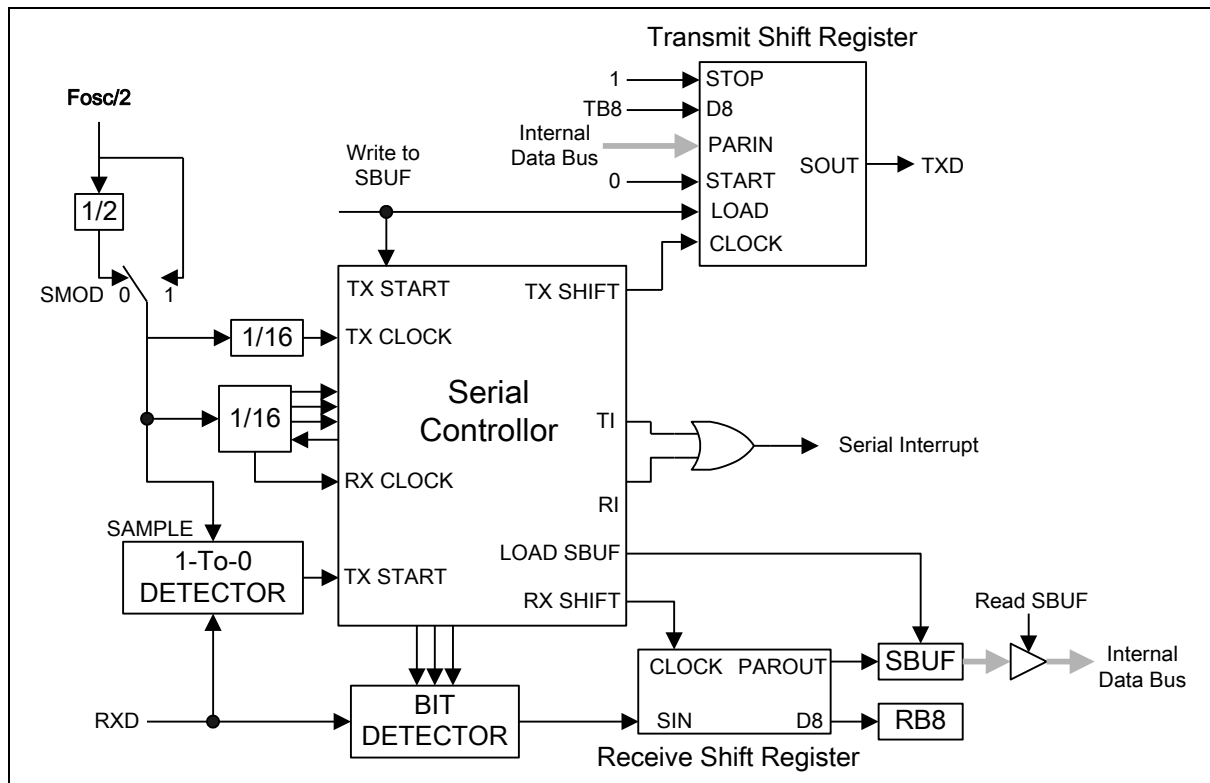 Transmit Shift Register
1
STOP
Fosc/2
TB8
D8
Internal
Data Bus
PARIN
Write to
SBUF
SOUT
TXD
0
START
1/2
LOAD
CLOCK
SMOD 0 1
TX START
TX SHIFT
1/16
TX CLOCK
Serial
Controllor
1/16
TI
Serial Interrupt
RX CLOCK
RI
SAMPLE
1-To-0
DETECTOR
LOAD SBUF
TX START
RX SHIFT
Read SBUF
CLOCK
PAROUT
SBUF
Internal
Data Bus
BIT
DETECTOR
RXD
SIN
D8
RB8
Receive Shift Register